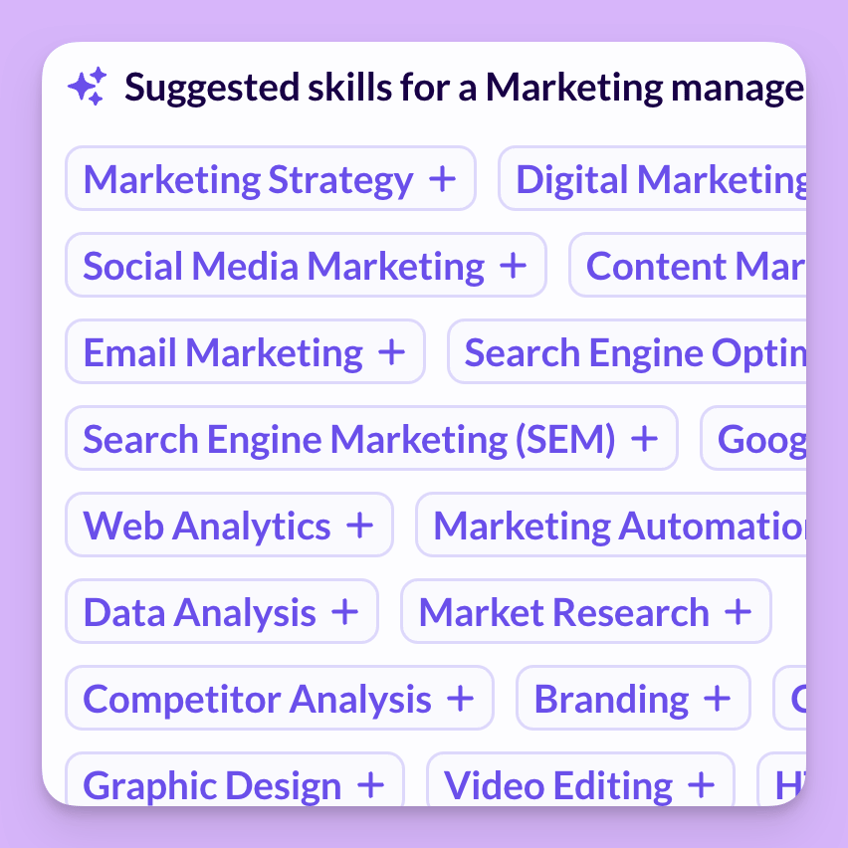 Suggested skills for a Marketing manage
Marketing Strategy + Digital Marketing
Social Media Marketing + Content Mar
Email Marketing + Search Engine Optim
Search Engine Marketing (SEM) + Goog
Web Analytics + Marketing Automation
Data Analysis + Market Research +
Competitor Analysis + Branding +
Graphic Design + Video Editing +